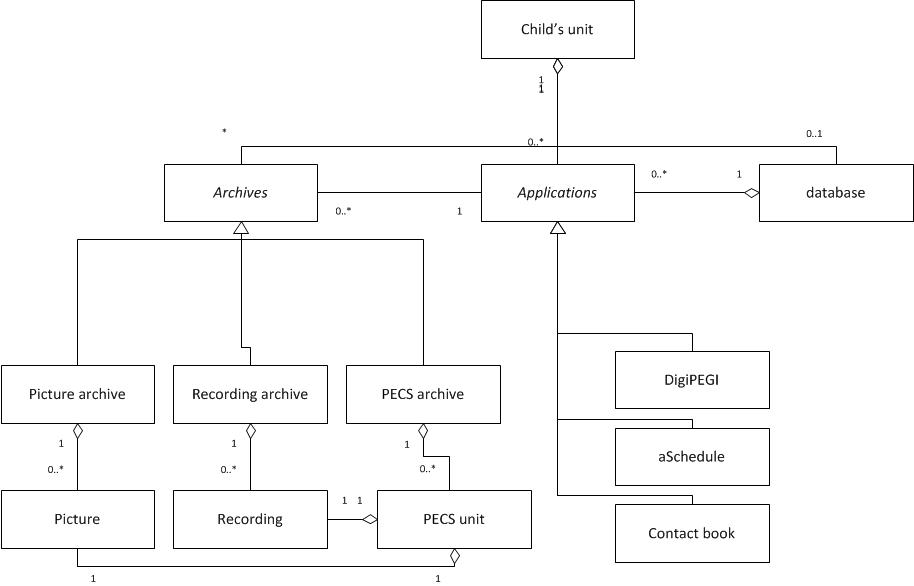 Child's unit
1
1
*
0..*
0..1
Archives
Applications
0..*
1
database
0..*
1
Picture archive
Recording archive
PECS archive
DigiPEGI
1
1
1
0..*
0..*
0..*
aSchedule
Picture
Recording
1 1
PECS unit
Contact book
1
1